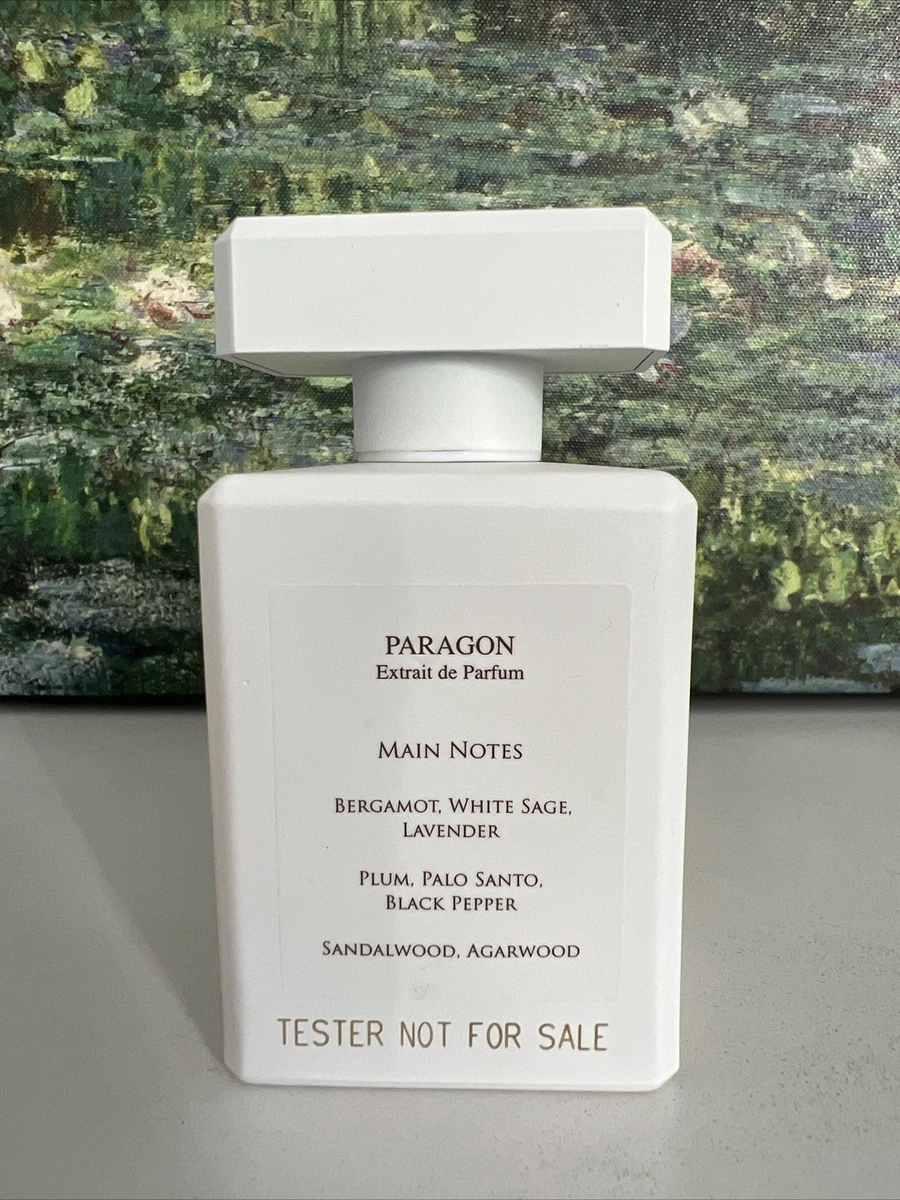 PARAGON
Extrait de Parfum
MAIN NOTES
BERGAMOT, WHITE SAGE,
LAVENDER
PLUM, PALO SANTO,
BLACK PEPPER
SANDALWOOD, AGARWOOD
TESTER NOT FOR SALE